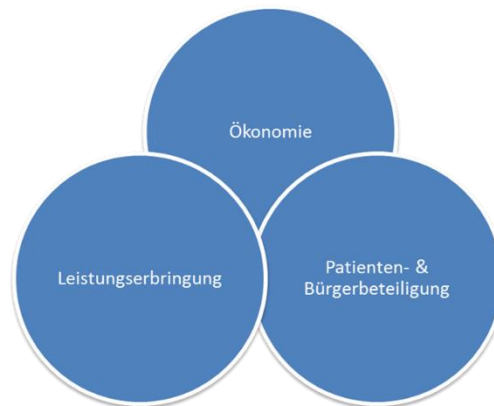 Ökonomie
Leistungserbringung
Patienten- &
Bürgerbeteiligung